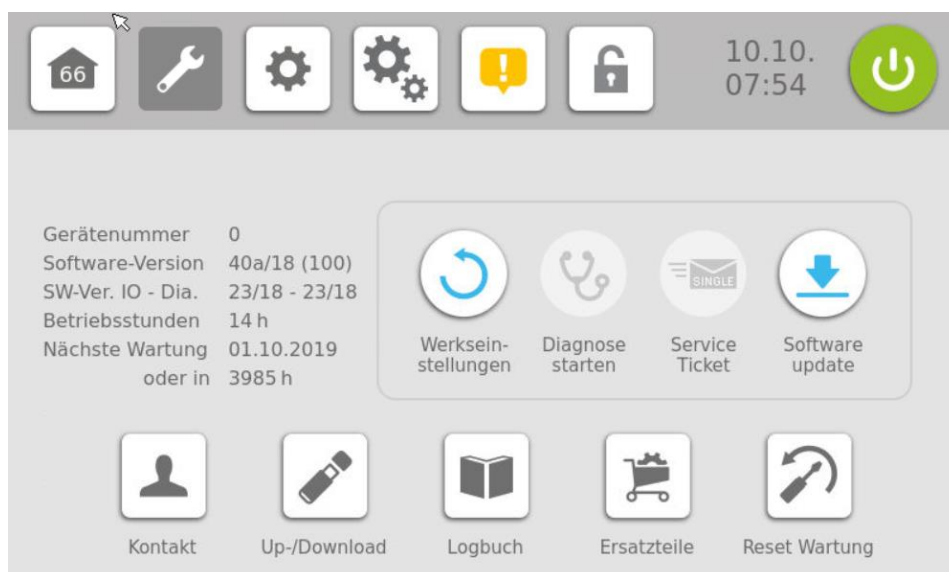 66
10.10.
07:54
Gerätenummer 0
Software-Version 40a/18 (100)
SW-Ver. IO - Dia. 23/18 - 23/18
Betriebsstunden 14 h
Nächste Wartung 01.10.2019
oder in 3985 h
SINGLE
Werksein-
stellungen
Diagnose
starten
Service
Ticket
Software
update
Kontakt
Up-/Download
Logbuch
Ersatzteile
Reset Wartung